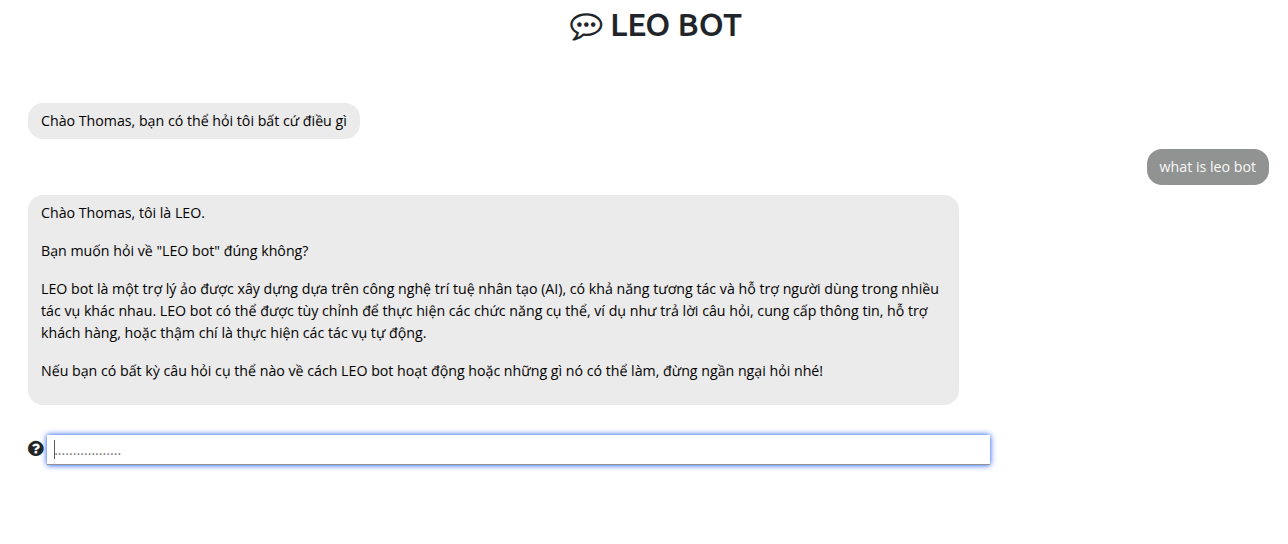 LEO BOT
Chào Thomas, bạn có thể hỏi tôi bất cứ điều gì
what is leo bot
Chào Thomas, tôi là LEO.
Bạn muốn hỏi về "LEO bot" đúng không?
LEO bot là một trợ lý ảo được xây dựng dựa trên công nghệ trí tuệ nhân tạo (AI), có khả năng tương tác và hỗ trợ người dùng trong nhiều
tác vụ khác nhau. LEO bot có thể được tùy chỉnh để thực hiện các chức năng cụ thể, ví dụ như trả lời câu hỏi, cung cấp thông tin, hỗ trợ
khách hàng, hoặc thậm chí là thực hiện các tác vụ tự động.
Nếu bạn có bất kỳ câu hỏi cụ thể nào về cách LEO bot hoạt động hoặc những gì nó có thể làm, đừng ngần ngại hỏi nhé!
..................